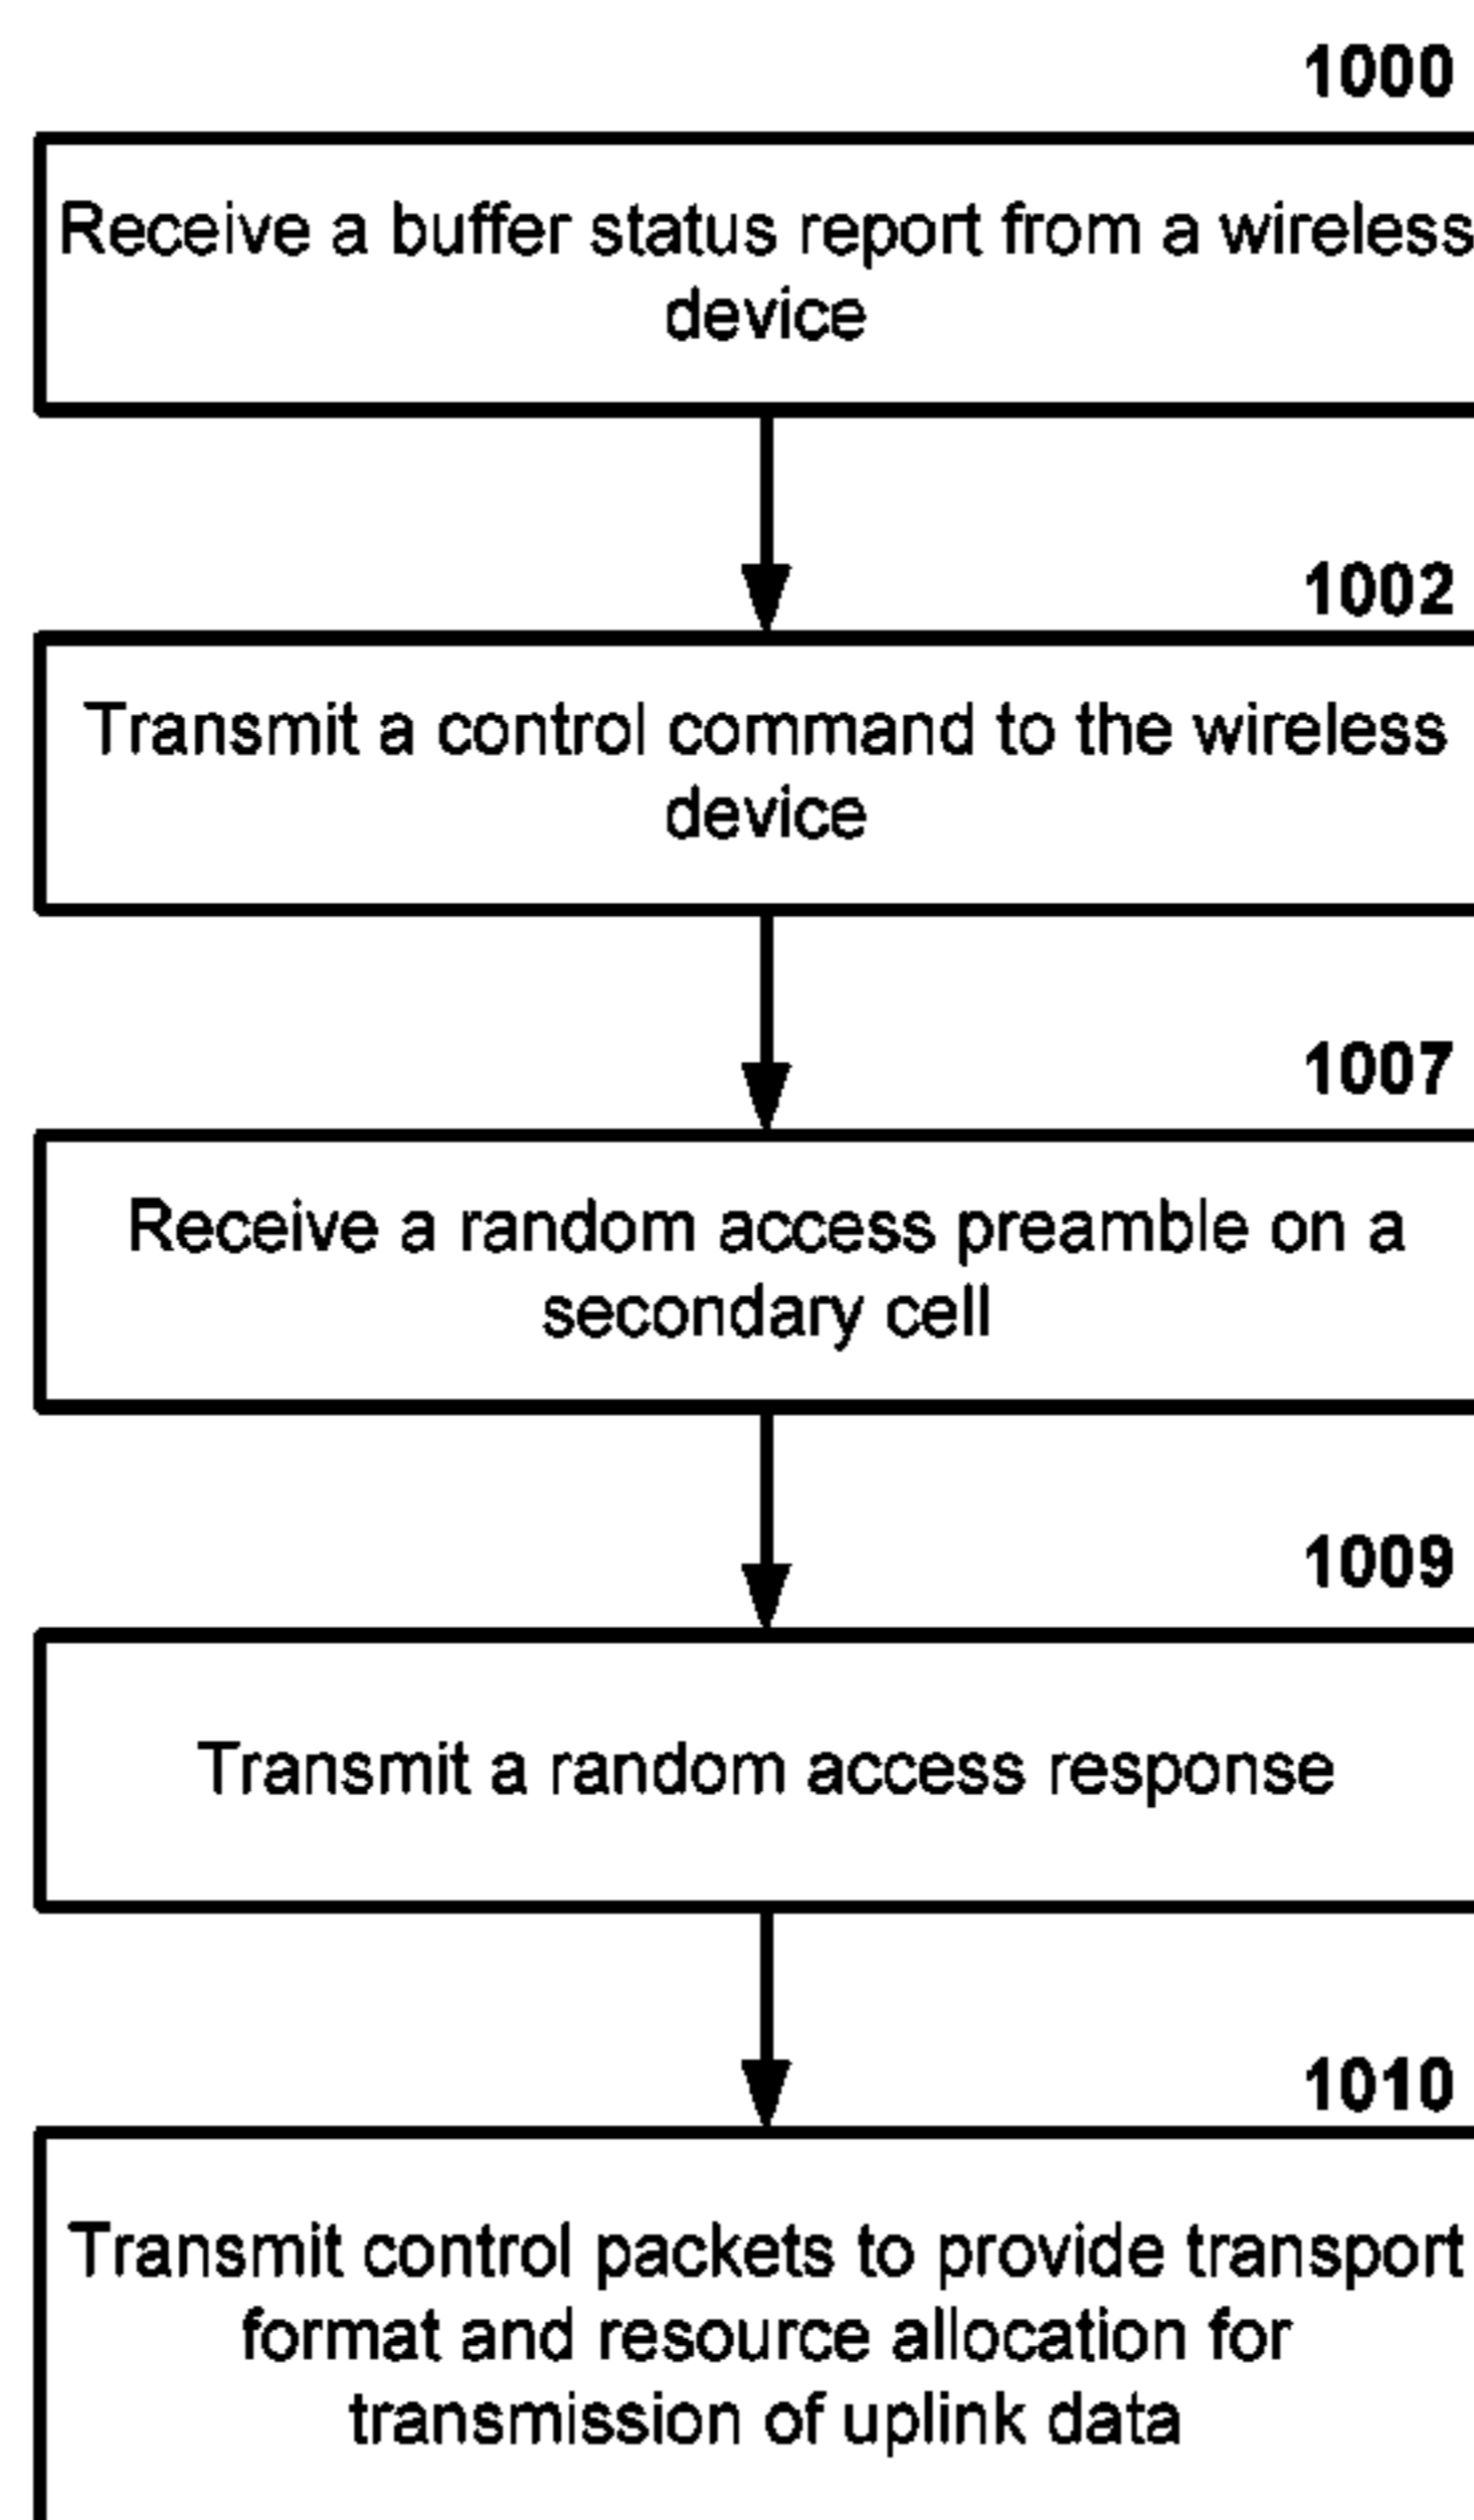 1000
Receive a buffer status report from a wireless
device
1002
Transmit a control command to the wireless
device
1007
Receive a random access preamble on a
secondary cell
1009
Transmit a random access response
1010
Transmit control packets to provide transport
format and resource allocation for
transmission of uplink data